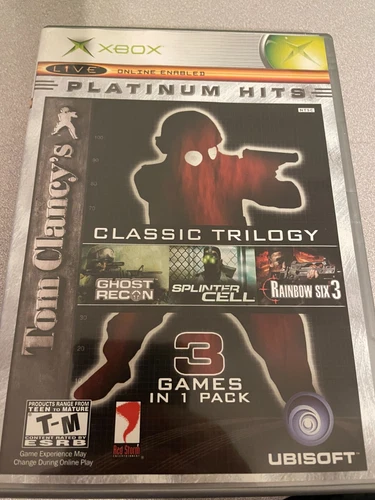 XBOX
LIVE ONLINE ENABLED
PLATINUM HITS
NTSC
Tom Clancy's
CLASSIC TRILOGY
GHOST RECON
SPLINTER CELL
RAINBOW SIX 3
3
GAMES
IN 1 PACK
PRODUCTS RANGE FROM
TEEN TO MATURE
T-M
CONTENT RATED BY
ESRB
Game Experience May
Change During Online Play
Red Storm
ENTERTAINMENT
UBISOFT